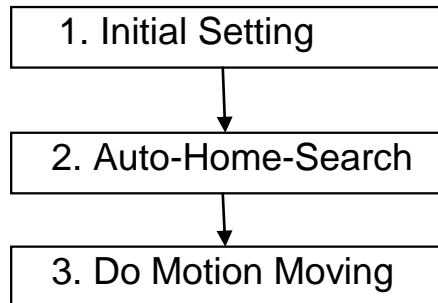 1. Initial Setting
2. Auto-Home-Search
3. Do Motion Moving